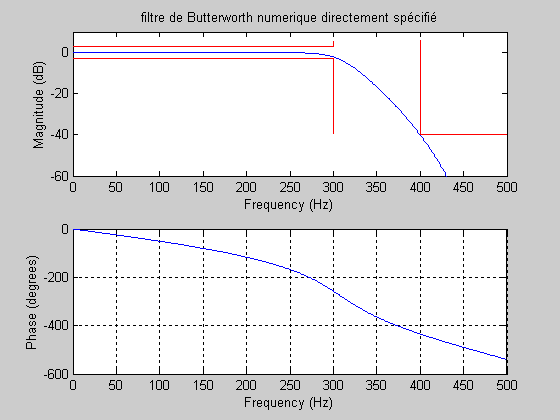 filtre de Butterworth numerique directement spécifié
Magnitude (dB)
0
-20
-40
-60
0 50 100 150 200 250 300 350 400 450 500
Frequency (Hz)
Phase (degrees)
0
-200
-400
-600
0 50 100 150 200 250 300 350 400 450 500
Frequency (Hz)